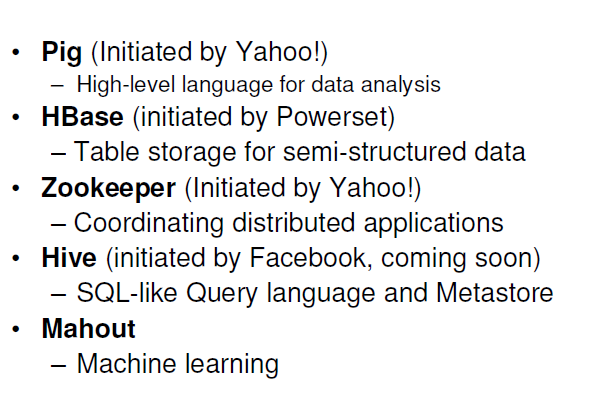 • Pig (Initiated by Yahoo!)
– High-level language for data analysis
• HBase (initiated by Powerset)
– Table storage for semi-structured data
• Zookeeper (Initiated by Yahoo!)
– Coordinating distributed applications
• Hive (initiated by Facebook, coming soon)
– SQL-like Query language and Metastore
• Mahout
– Machine learning